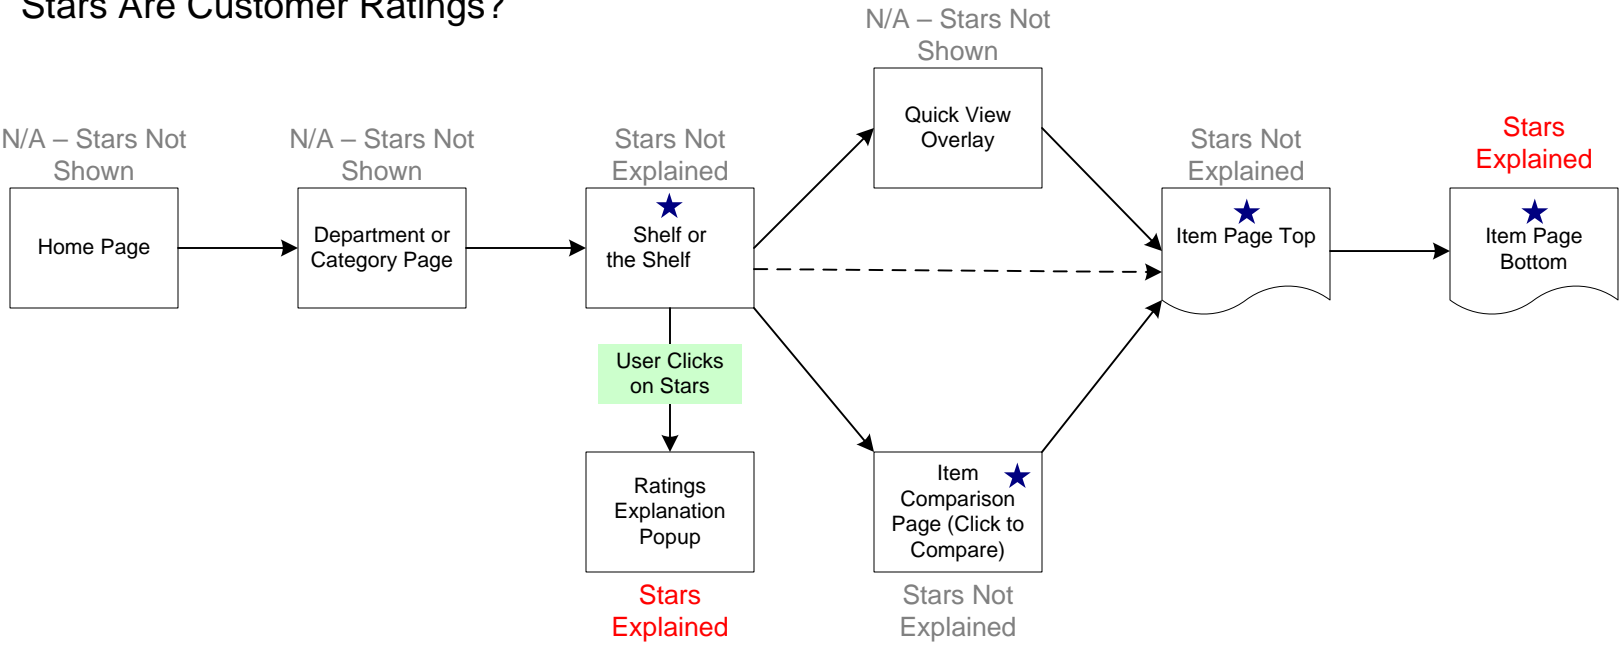 Stars Are Customer Ratings?
N/A – Stars Not
Shown
Quick View
Overlay
N/A – Stars Not
Shown
Home Page
N/A – Stars Not
Shown
Department or
Category Page
Stars Not
Explained
Shelf or
the Shelf
Stars Not
Explained
Item Page Top
Stars
Explained
Item Page
Bottom
User Clicks
on Stars
Ratings
Explanation
Popup
Stars
Explained
Item
Comparison
Page (Click to
Compare)
Stars Not
Explained